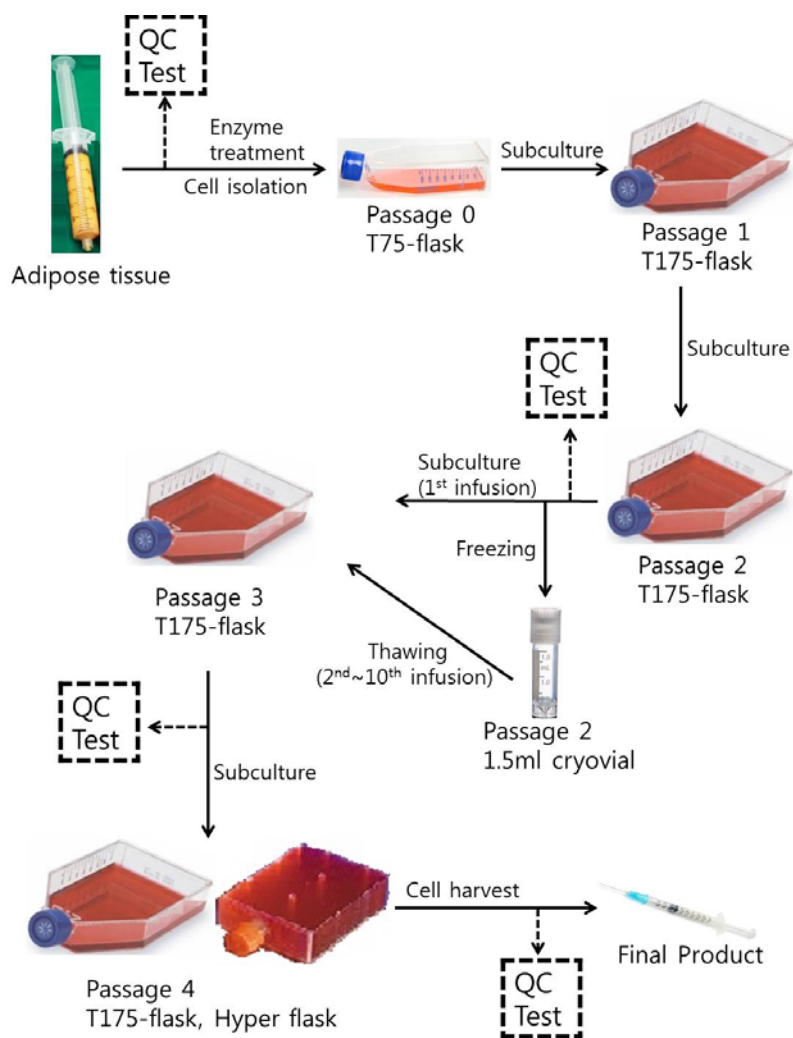 QC
Test
Enzyme
treatment
Cell isolation
Adipose tissue
Passage 0
T75-flask
Subculture
Passage 1
T175-flask
Subculture
QC
Test
Subculture
(1st infusion)
Freezing
Passage 2
T175-flask
Passage 3
T175-flask
Thawing
(2nd~10th infusion)
Passage 2
1.5ml cryovial
QC
Test
Subculture
Passage 4
T175-flask, Hyper flask
Cell harvest
QC
Test
Final Product